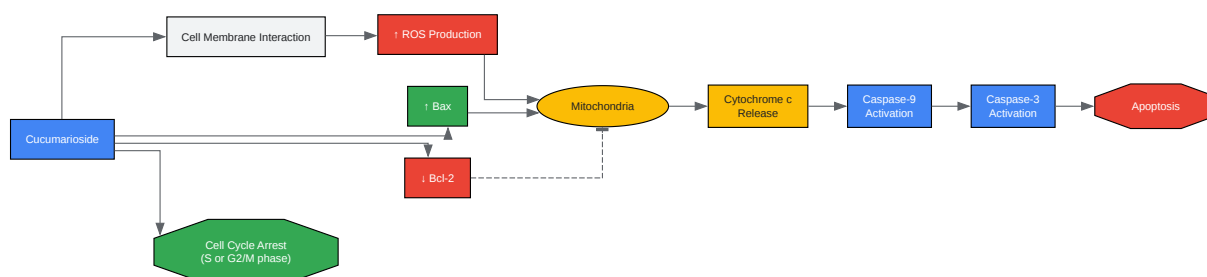 Cell Membrane Interaction
↑ ROS Production
↑ Bax
Mitochondria
Cytochrome c
Release
Caspase-9
Activation
Caspase-3
Activation
Apoptosis
Cucumarioside
↓ Bcl-2
Cell Cycle Arrest
(S or G2/M phase)